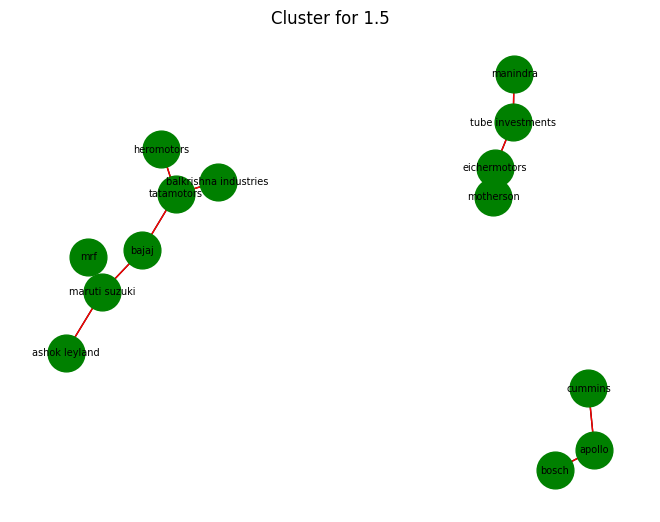 Cluster for 1.5
manindra
tube investments
heromotors
eichermotors
balkrishna industries
tatamotors
motherson
bajaj
mrf
maruti suzuki
ashok leyland
cummins
apollo
bosch